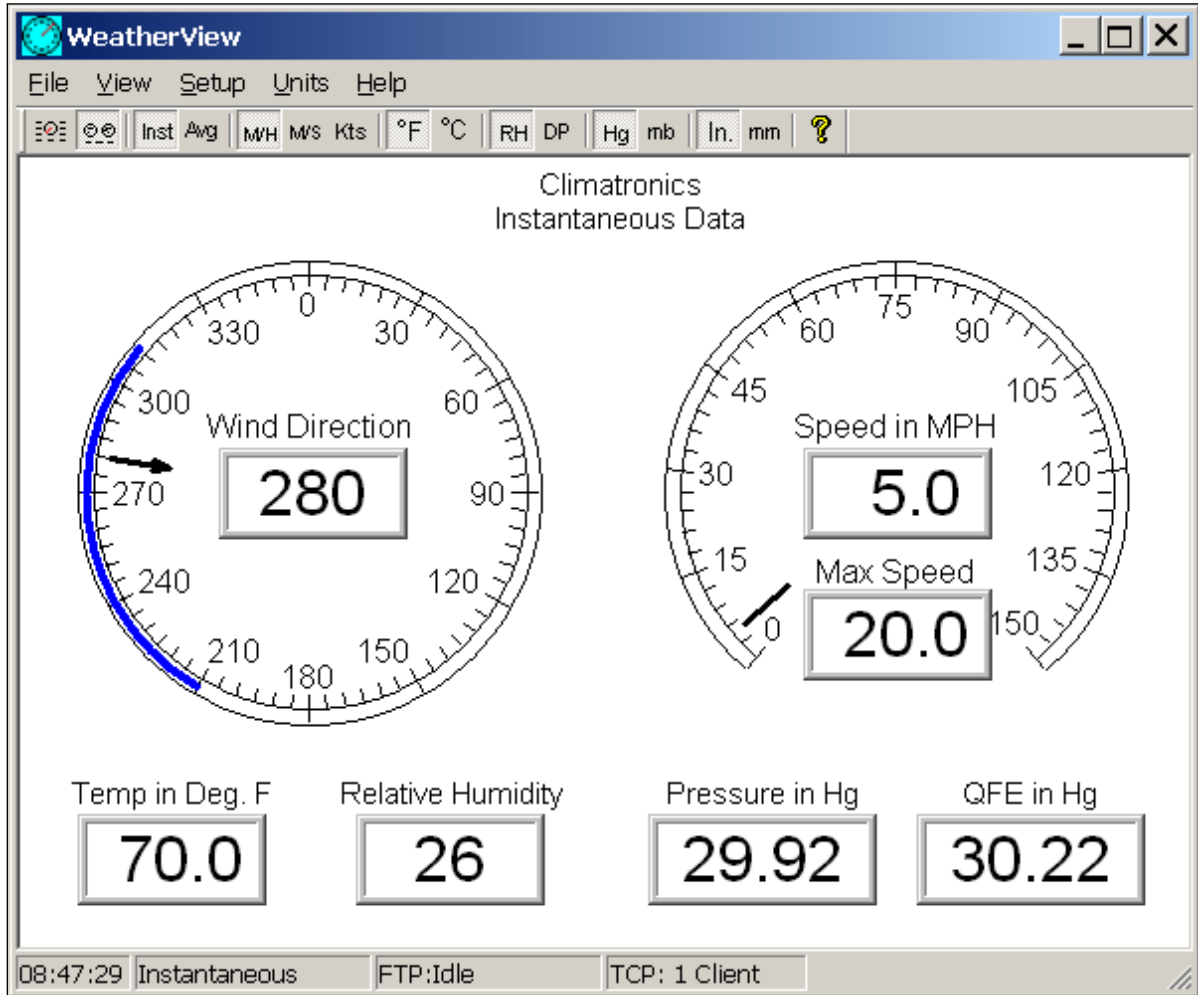 WeatherView
File View Setup Units Help
Inst Avg M/H M/S Kts °F °C RH DP Hg mb In. mm ?
Climatronics
Instantaneous Data
0
330 30
300 60
Wind Direction
280
270 90
240 120
210 150
180
75
60 90
45 105
Speed in MPH
30 120
5.0
15 135
Max Speed
0 150
20.0
Temp in Deg. F Relative Humidity Pressure in Hg QFE in Hg
70.0 26 29.92 30.22
08:47:29 Instantaneous FTP:Idle TCP: 1 Client